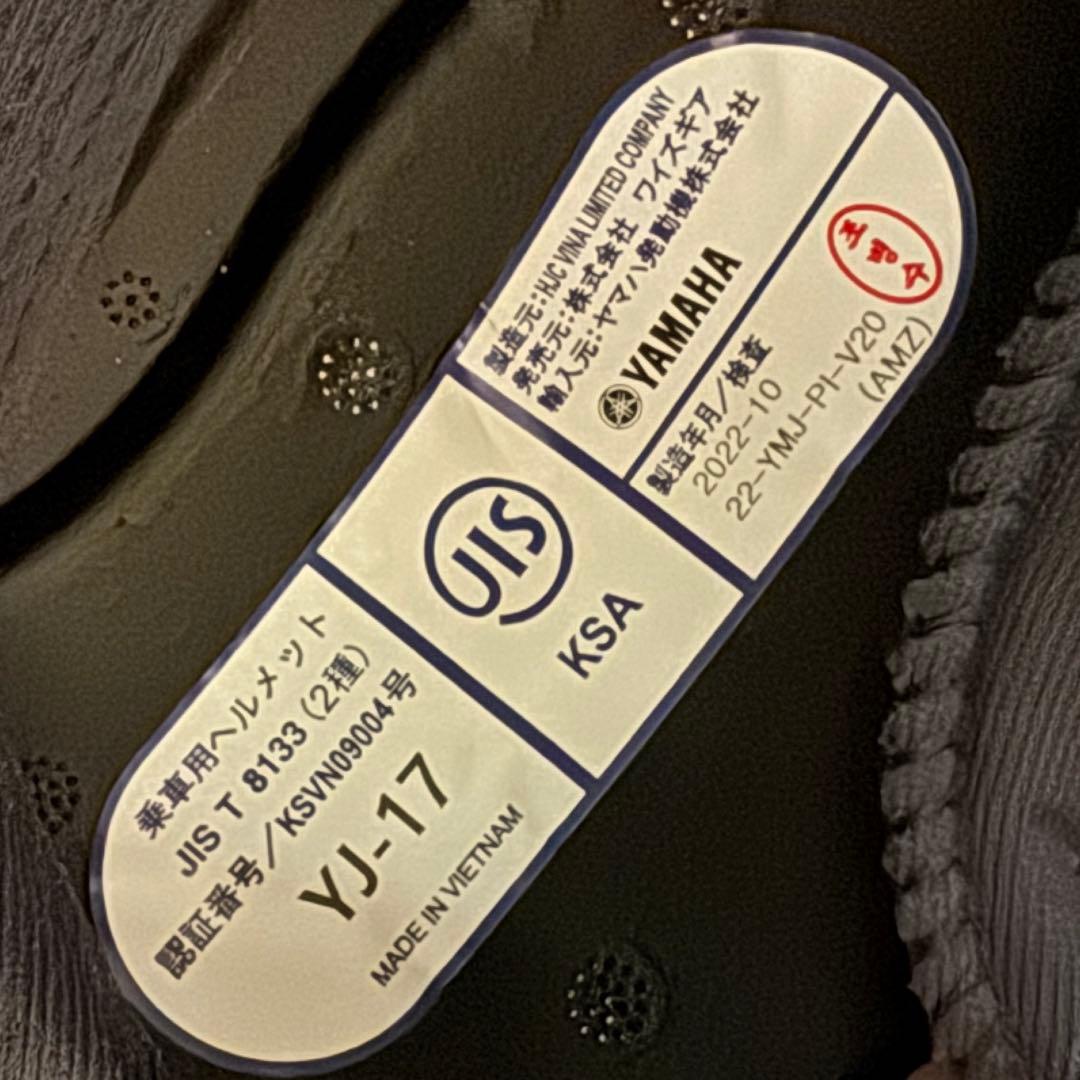 製造元:HJC VINA LIMITED COMPANY
発売元:株式会社 ワイズギア
輸入元:ヤマハ発動機株式会社
YAMAHA
製造年月/検査
2022-10
22-YMJ-PI-V20
(AMZ)
JIS
KSA
乗車用ヘルメット
JIS T 8133(2種)
認証番号/KSVN09004号
YJ-17
MADE IN VIETNAM